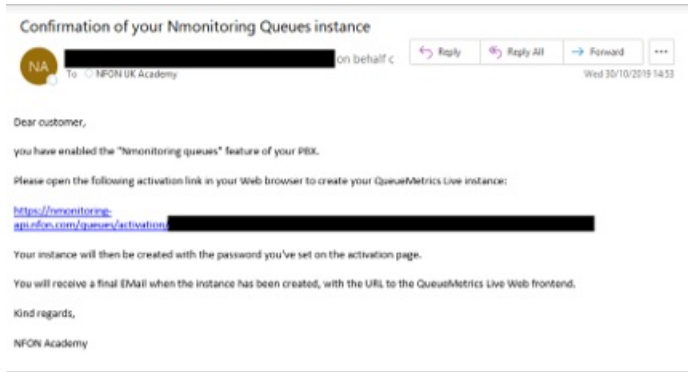 Confirmation of your Nmonitoring Queues instance
NA
on behalf c
Reply
Reply All
Forward
To NFON UK Academy
Wed 30/10/2019 14:53
Dear customer,
you have enabled the "Nmonitoring queues" feature of your PBX.
Please open the following activation link in your Web browser to create your QueueMetrics Live instance:
https://nmonitoring-
api.nfon.com/queues/activation/
Your instance will then be created with the password you've set on the activation page.
You will receive a final EMail when the instance has been created, with the URL to the QueueMetrics Live Web frontend.
Kind regards,
NFON Academy